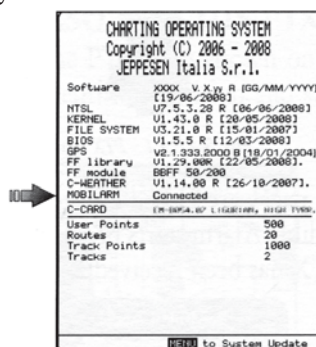 CHARTING OPERATING SYSTEM
Copyright (C) 2006 - 2008
JEPPESEN Italia S.r.l.
Software XXXX V.X.yy R [GG/MM/YYYY]
[19/06/2008]
NTSL U7.5.3.28 R [06/06/2008]
KERNEL V1.43.0 R [20/05/2008]
FILE SYSTEM V3.21.0 R [15/01/2007]
BIOS V1.5.5 R [12/03/2008]
GPS V2.1.333.2000 B [18/01/2004]
FF library V1.29.00R [22/05/2008].
FF module BBFF 50/200
C-WEATHER V1.14.00 R [26/10/2007].
MOBILARM Connected
C-CARD LIGURIAN, HIGH
User Points 500
Routes 20
Track Points 1000
Tracks 2
MENU to System Update